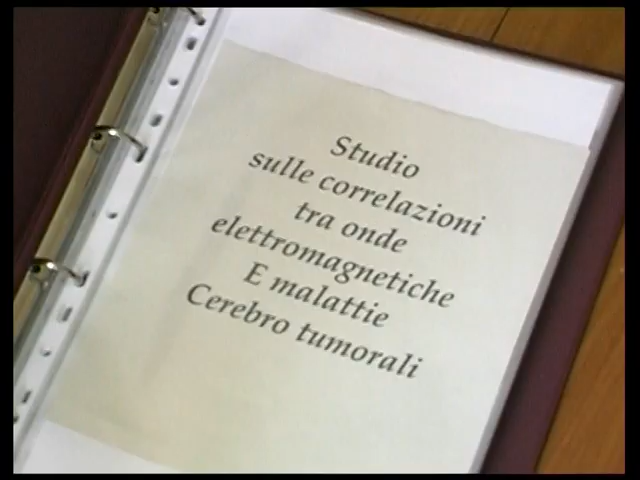 Studio
sulle correlazioni
tra onde
elettromagnetiche
E malattie
Cerebro tumorali